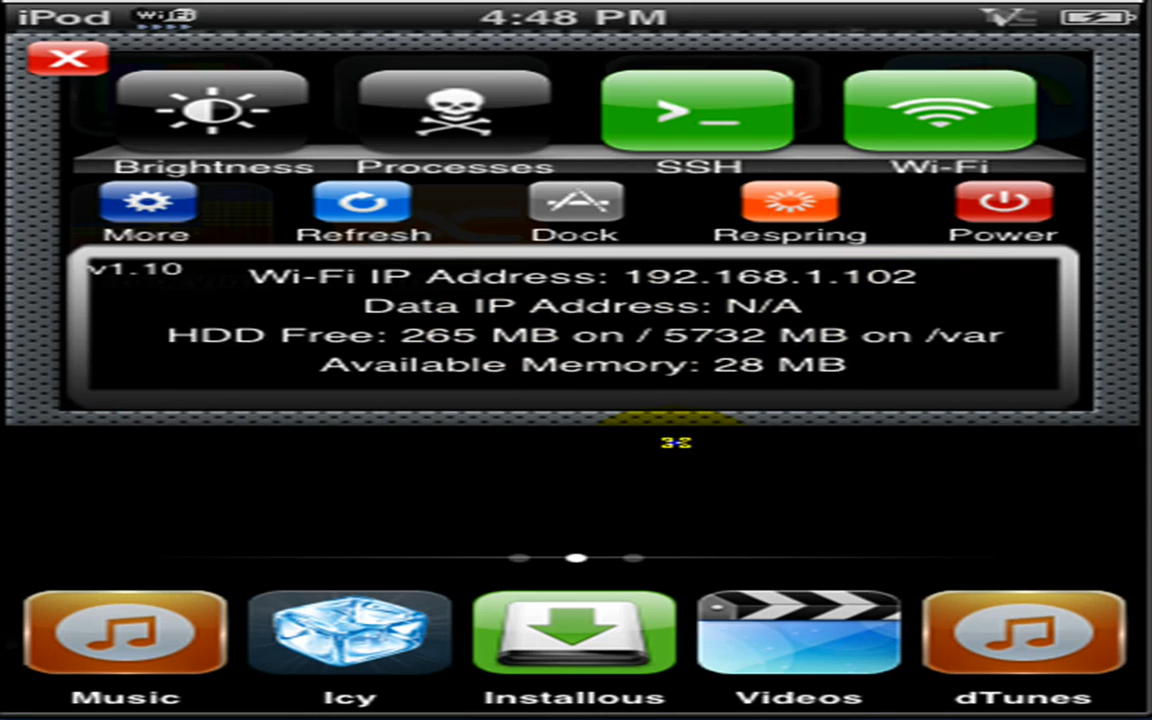 iPod WiFi 4:48 PM
Brightness Processes SSH Wi-Fi
More Refresh Dock Respring Power
v1.10
Wi-Fi IP Address: 192.168.1.102
Data IP Address: N/A
HDD Free: 265 MB on / 5732 MB on /var
Available Memory: 28 MB
Music Icy Installous Videos dTunes